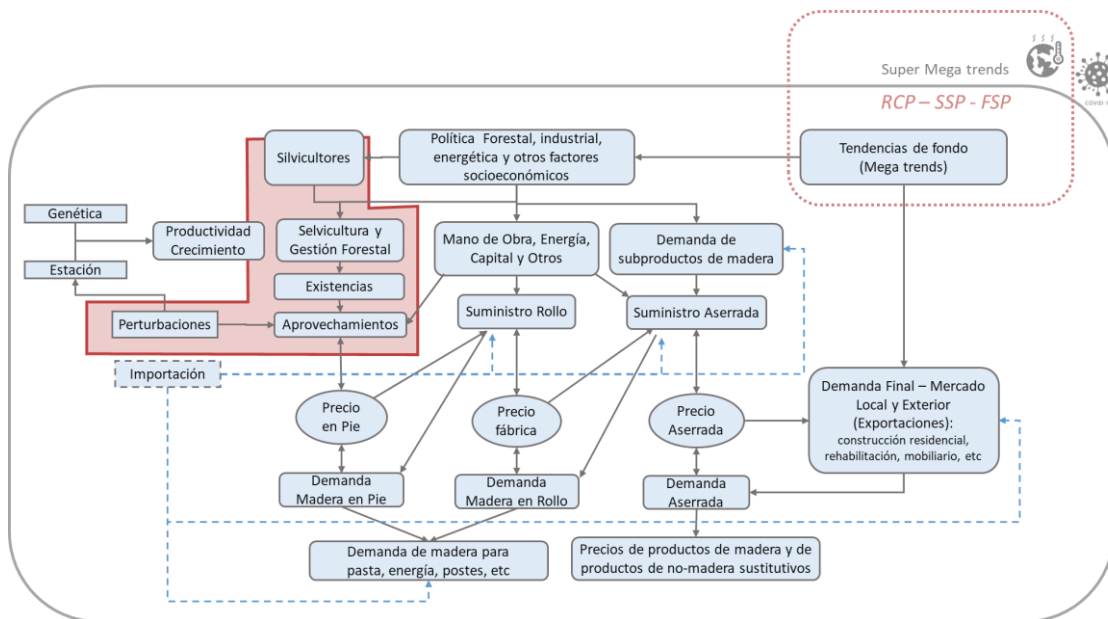 Super Mega trends
RCP – SSP - FSP
COVID-19
Silvicultores
Política Forestal, industrial,
energética y otros factores
socioeconómicos
Tendencias de fondo
(Mega trends)
Genética
Productividad
Crecimiento
Estación
Selvicultura y
Gestión Forestal
Mano de Obra, Energía,
Capital y Otros
Demanda de
subproductos de madera
Existencias
Perturbaciones
Aprovechamientos
Suministro Rollo
Suministro Aserrada
Importación
Precio
en Pie
Precio
fábrica
Precio
Aserrada
Demanda Final – Mercado
Local y Exterior
(Exportaciones):
construcción residencial,
rehabilitación, mobiliario, etc
Demanda
Madera en Pie
Demanda
Madera en Rollo
Demanda
Aserrada
Demanda de madera para
pasta, energía, postes, etc
Precios de productos de madera y de
productos de no-madera sustitutivos